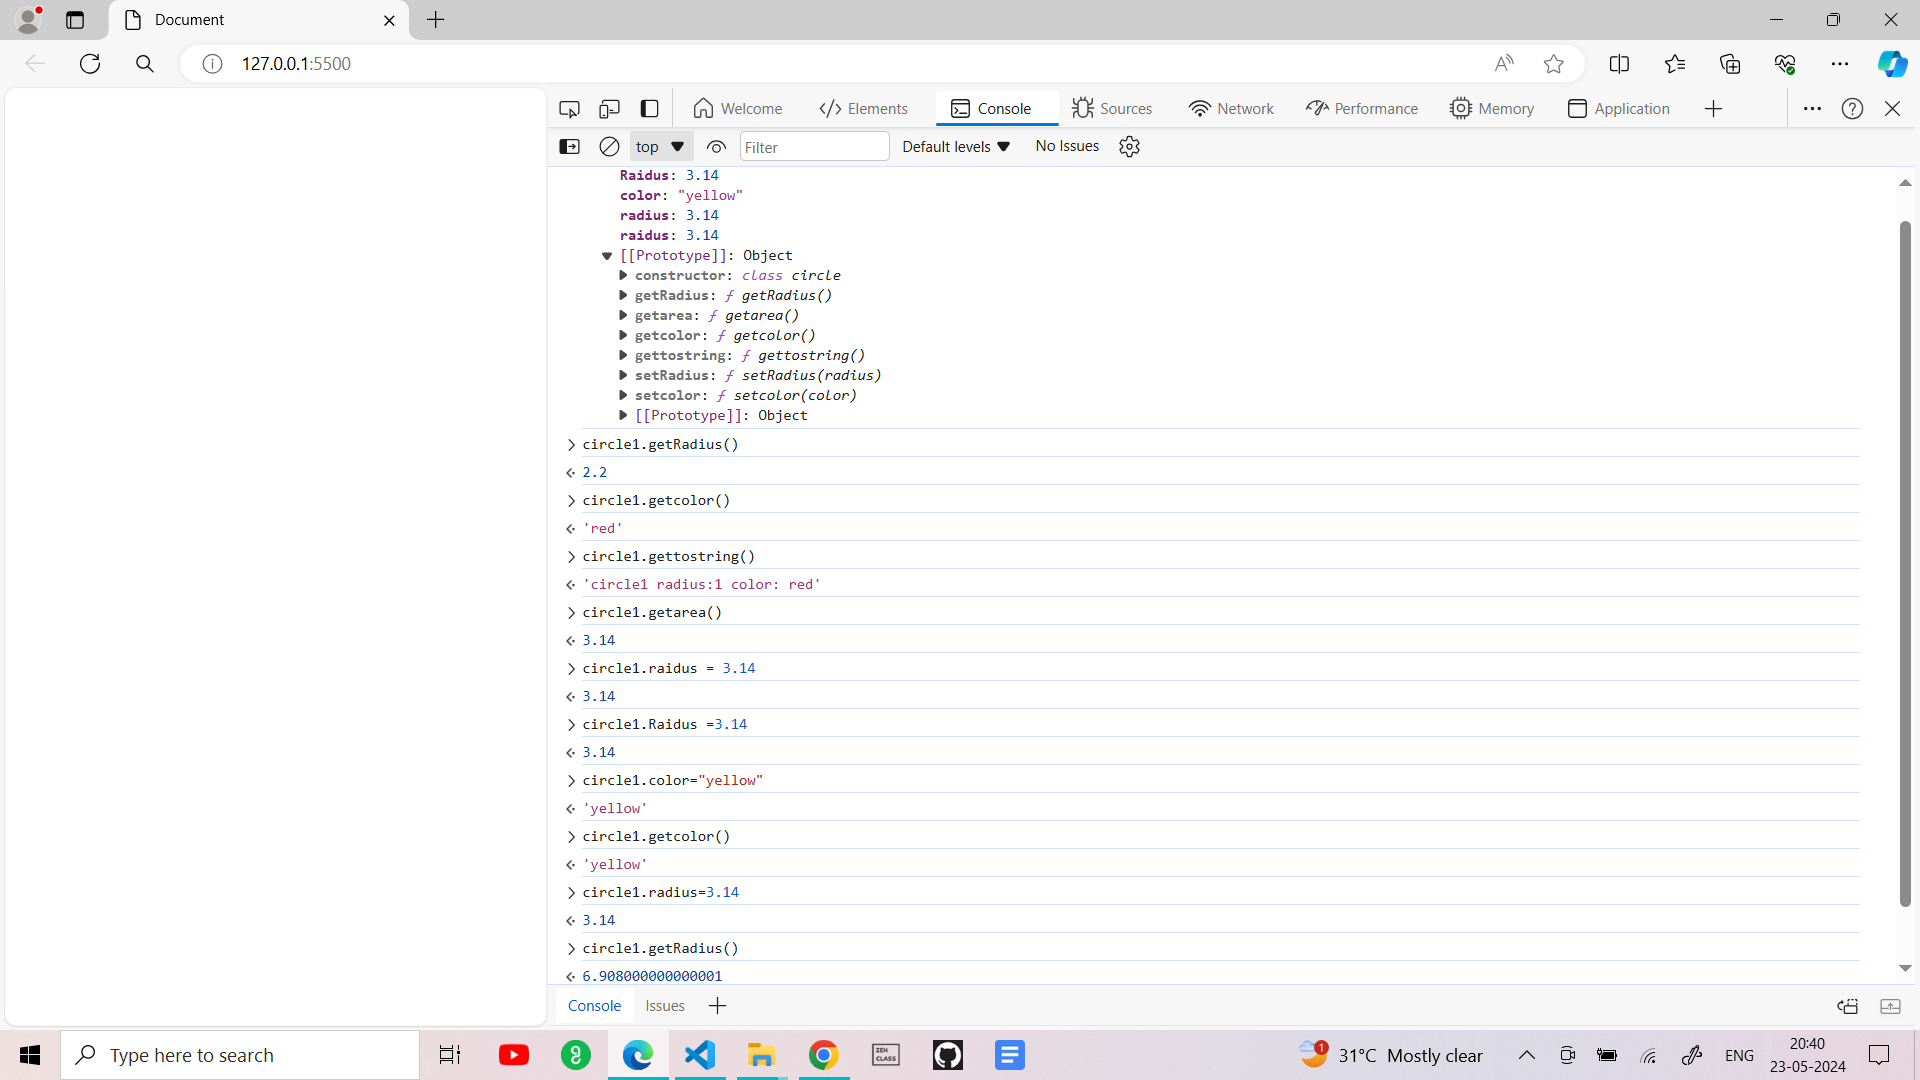 Document
127.0.0.1:5500
Welcome Elements Console Sources Network Performance Memory Application
top Filter Default levels No Issues
Raidus: 3.14
color: "yellow"
radius: 3.14
raidus: 3.14
[[Prototype]]: Object
constructor: class circle
getRadius: ƒ getRadius()
getarea: ƒ getarea()
getcolor: ƒ getcolor()
gettostring: ƒ gettostring()
setRadius: ƒ setRadius(radius)
setcolor: ƒ setcolor(color)
[[Prototype]]: Object
circle1.getRadius()
2.2
circle1.getcolor()
'red'
circle1.gettostring()
'circle1 radius:1 color: red'
circle1.getarea()
3.14
circle1.raidus = 3.14
3.14
circle1.Raidus =3.14
3.14
circle1.color="yellow"
'yellow'
circle1.getcolor()
'yellow'
circle1.radius=3.14
3.14
circle1.getRadius()
6.908000000000001
Console Issues
Type here to search
ZEN CLASS
1 31°C Mostly clear
ENG
20:40
23-05-2024